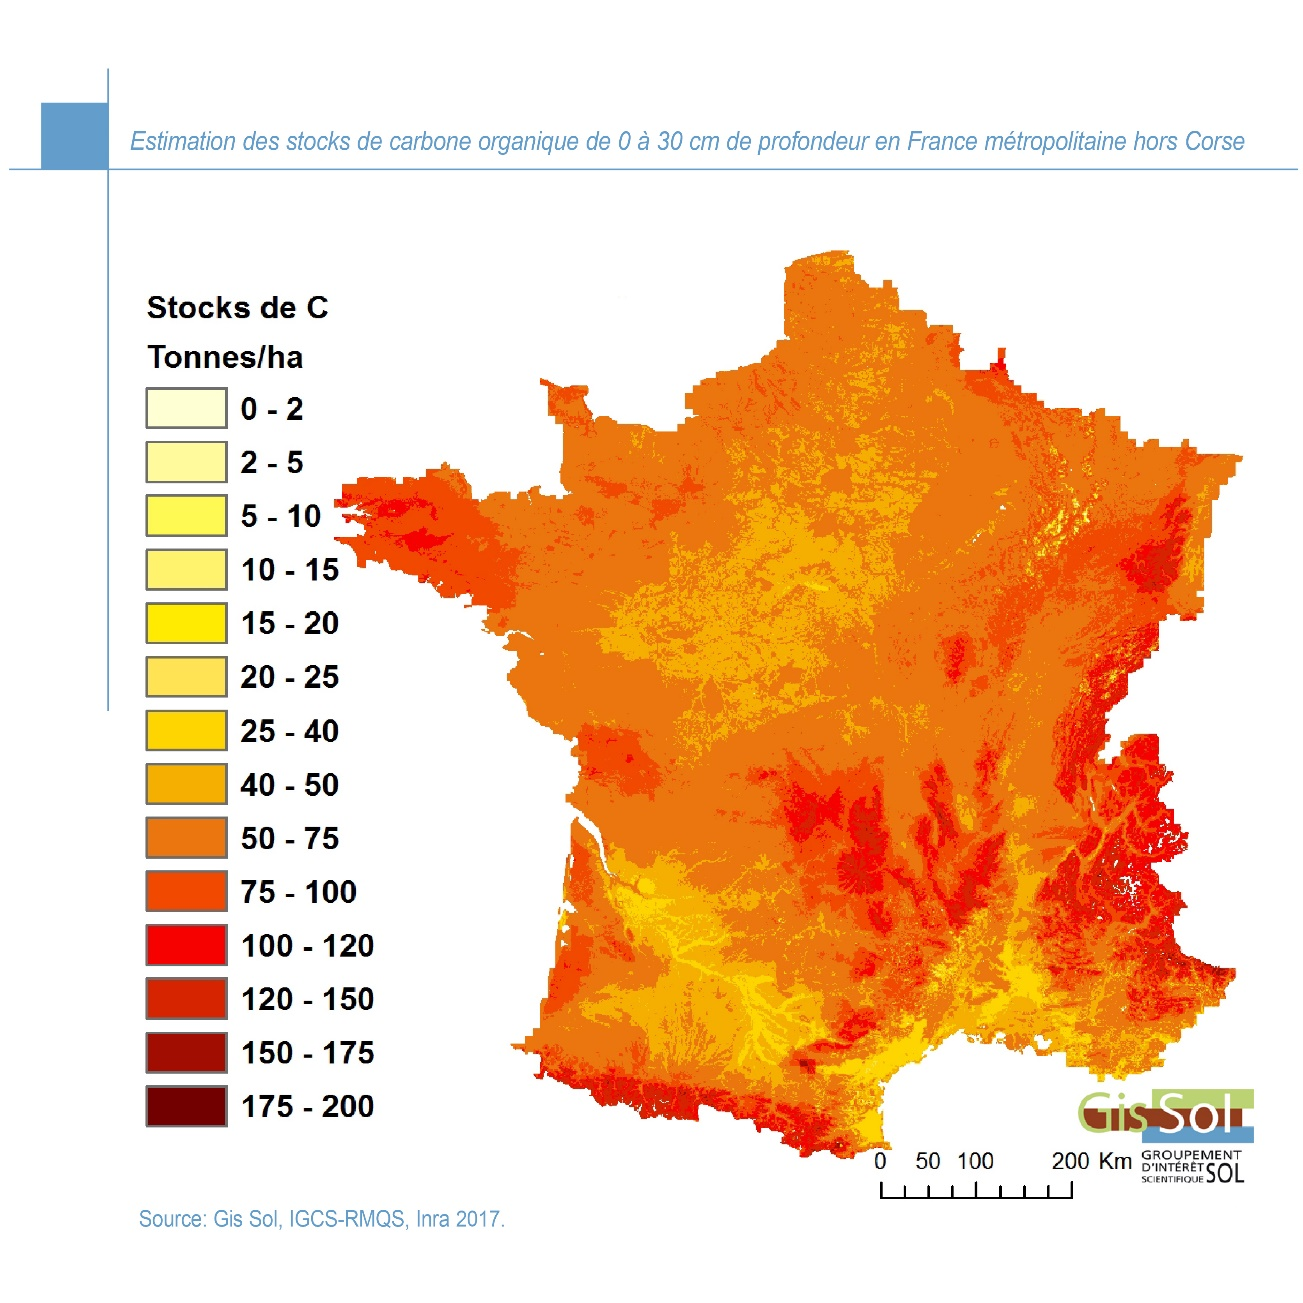 Estimation des stocks de carbone organique de 0 à 30 cm de profondeur en France métropolitaine hors Corse
Stocks de C
Tonnes/ha
0 - 2
2 - 5
5 - 10
10 - 15
15 - 20
20 - 25
25 - 40
40 - 50
50 - 75
75 - 100
100 - 120
120 - 150
150 - 175
175 - 200
Gis Sol
GROUPEMENT
D'INTÉRÊT
SCIENTIFIQUE SOL
0 50 100 200 Km
Source: Gis Sol, IGCS-RMQS, Inra 2017.